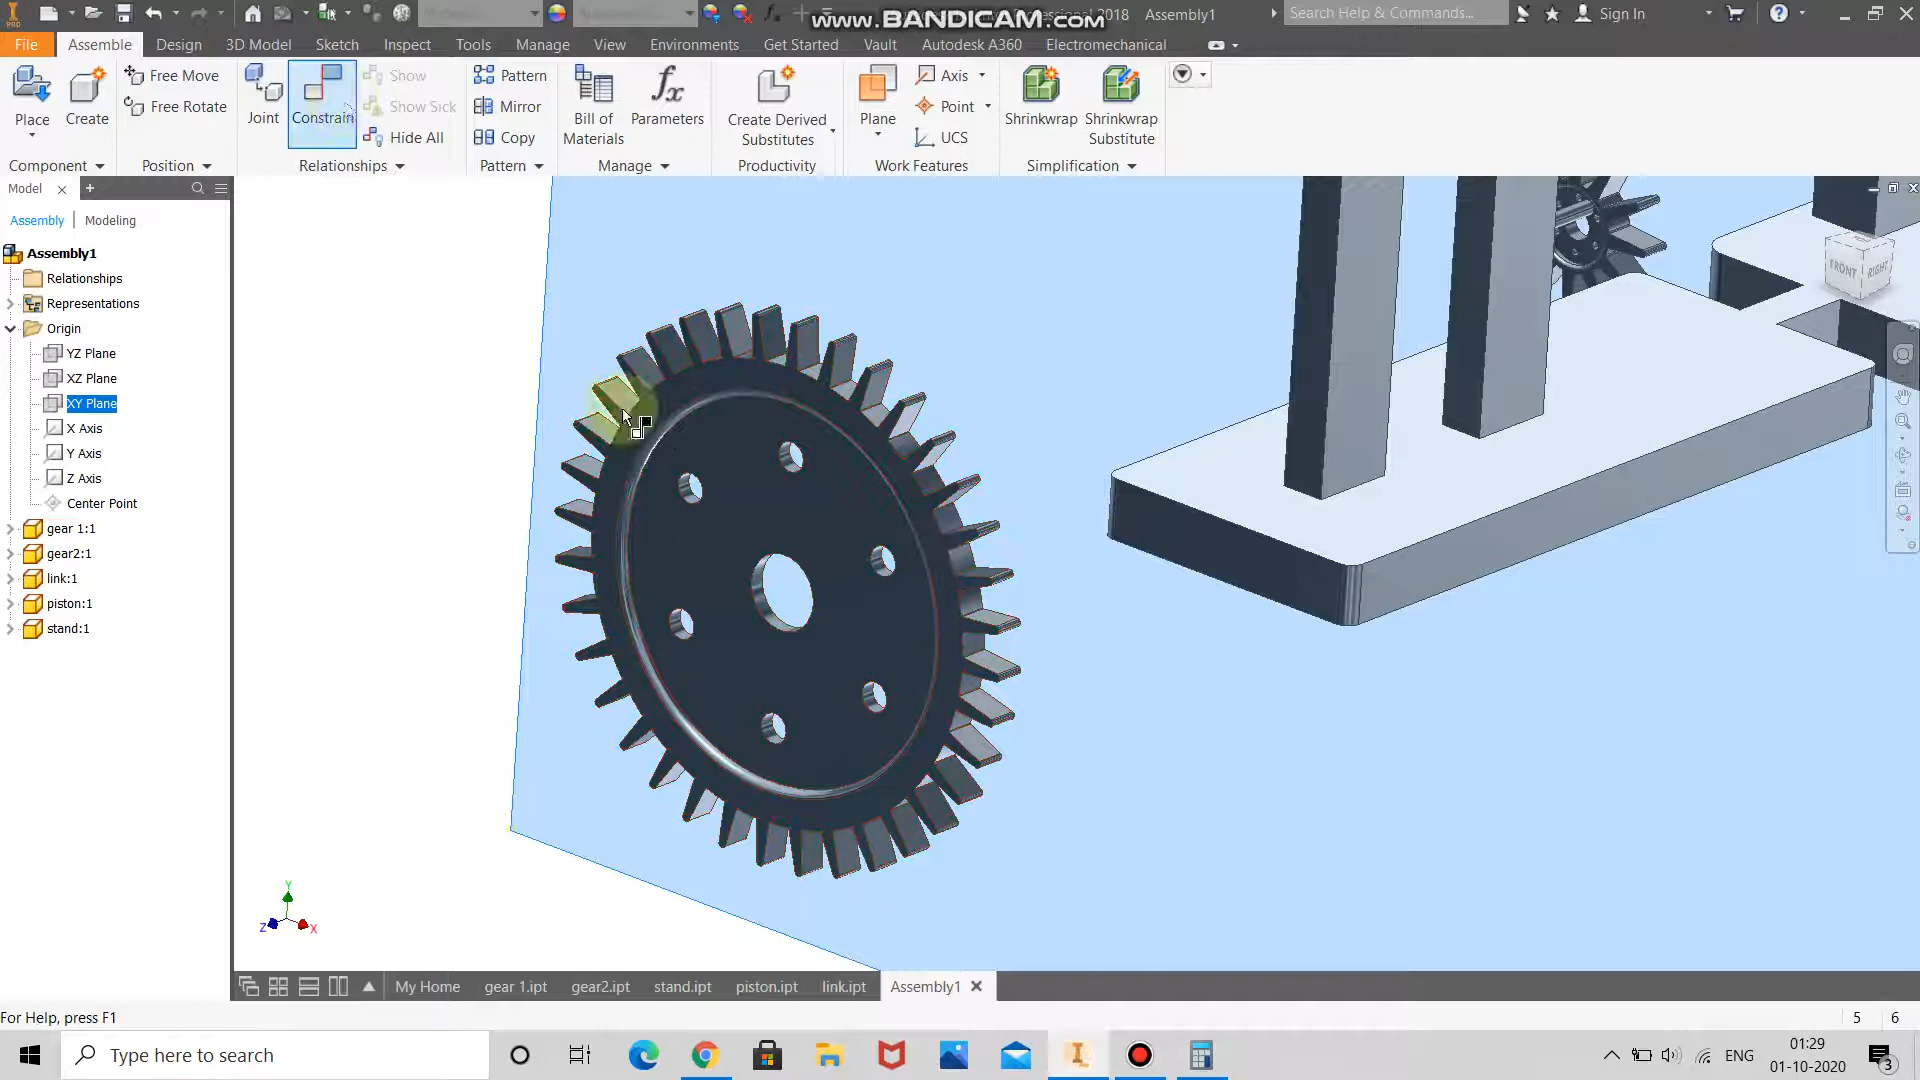 www.BANDICAM.com
2018 Assembly1
Search Help & Commands...
Sign In
File Assemble Design 3D Model Sketch Inspect Tools Manage View Environments Get Started Vault Autodesk A360 Electromechanical
Place
Create
Free Move
Free Rotate
Joint
Constrain
Show
Show Sick
Hide All
Pattern
Mirror
Copy
Bill of
Materials
Parameters
Create Derived
Substitutes
Plane
Axis
Point
UCS
Shrinkwrap
Shrinkwrap
Substitute
Component Position Relationships Pattern Manage Productivity Work Features Simplification
Model
Assembly Modeling
Assembly1
Relationships
Representations
Origin
YZ Plane
XZ Plane
XY Plane
X Axis
Y Axis
Z Axis
Center Point
gear 1:1
gear2:1
link:1
piston:1
stand:1
FRONT RIGHT
Y
Z X
My Home gear 1.ipt gear2.ipt stand.ipt piston.ipt link.ipt Assembly1
For Help, press F1
5 6
Type here to search
ENG
01:29
01-10-2020
3